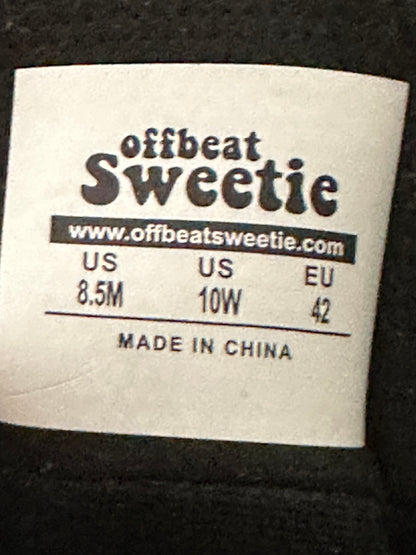 offbeat
Sweetie
www.offbeatsweetie.com
US US EU
8.5M 10W 42
MADE IN CHINA